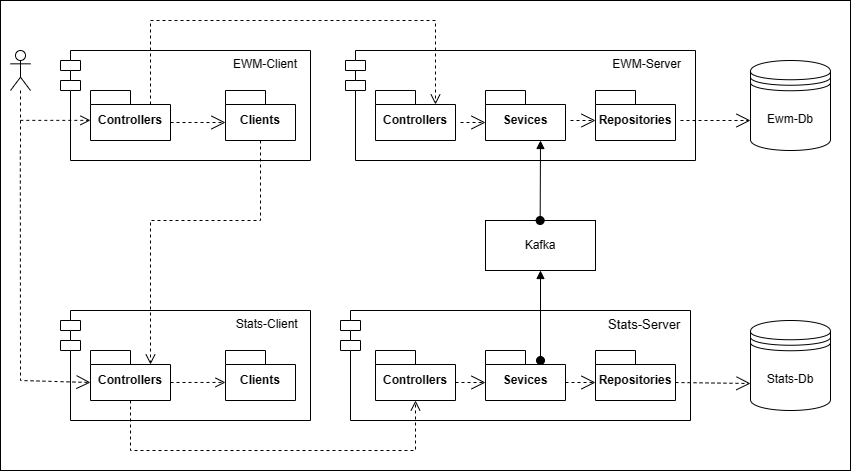 EWM-Client
EWM-Server
Controllers
Clients
Controllers
Sevices
Repositories
Ewm-Db
Kafka
Stats-Client
Stats-Server
Controllers
Clients
Controllers
Sevices
Repositories
Stats-Db